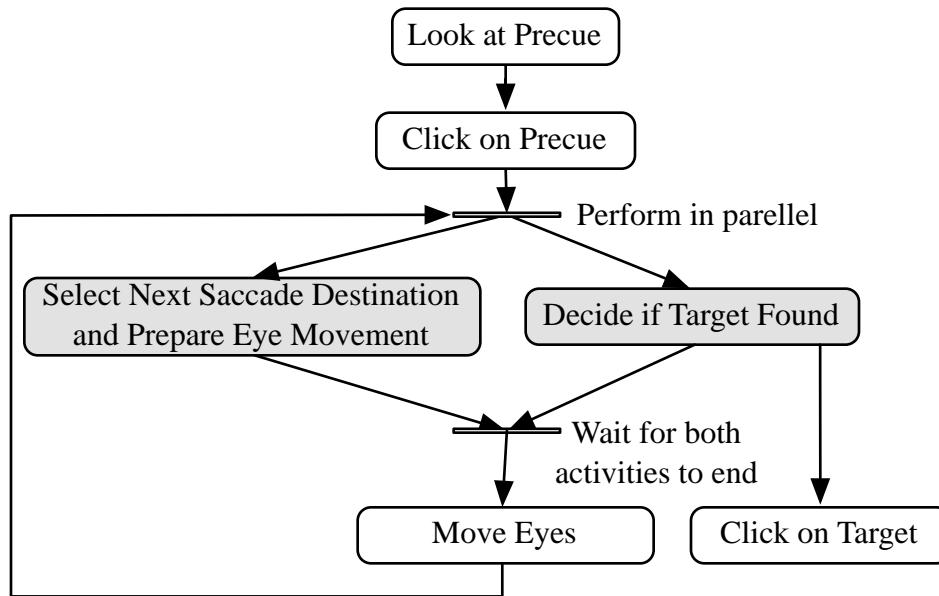 Look at Precue
Click on Precue
Perform in parellel
Select Next Saccade Destination
and Prepare Eye Movement
Decide if Target Found
Wait for both
activities to end
Move Eyes
Click on Target